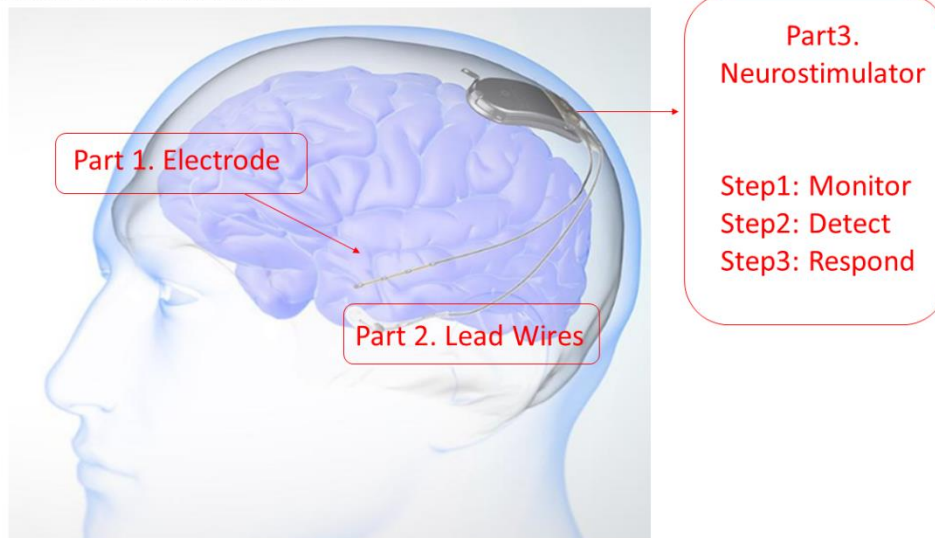 Part 1. Electrode
Part 2. Lead Wires
Part3.
Neurostimulator
Step1: Monitor
Step2: Detect
Step3: Respond